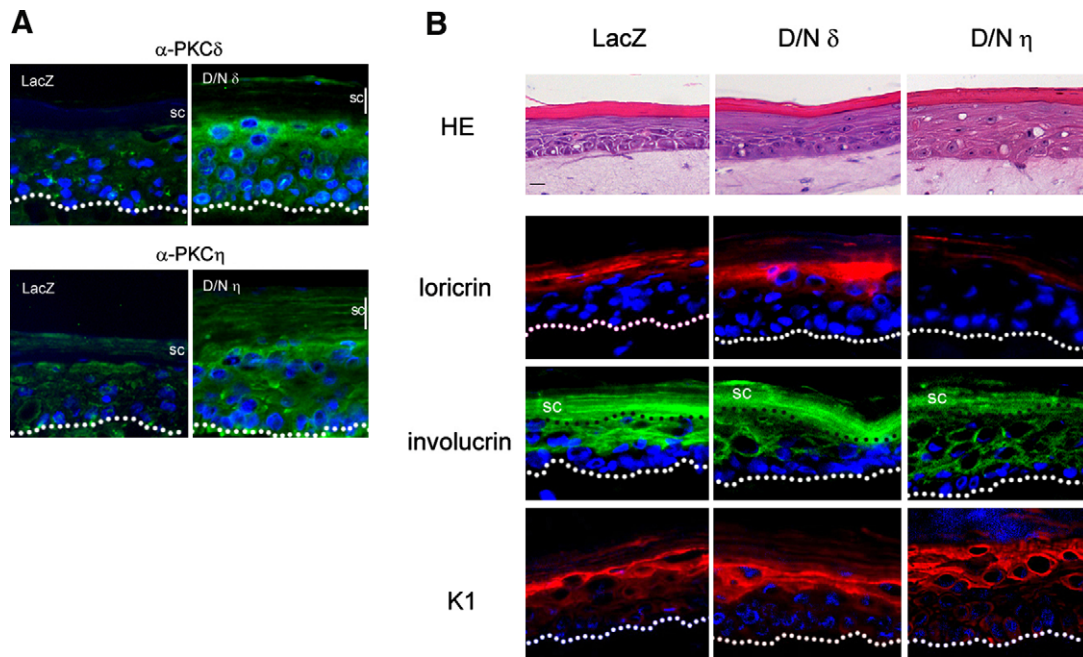 A
α-PKCδ
LacZ
D/N δ
sc
sc
α-PKCη
LacZ
D/N η
sc
sc
B
LacZ
D/N δ
D/N η
HE
loricrin
involucrin
sc
sc
sc
K1